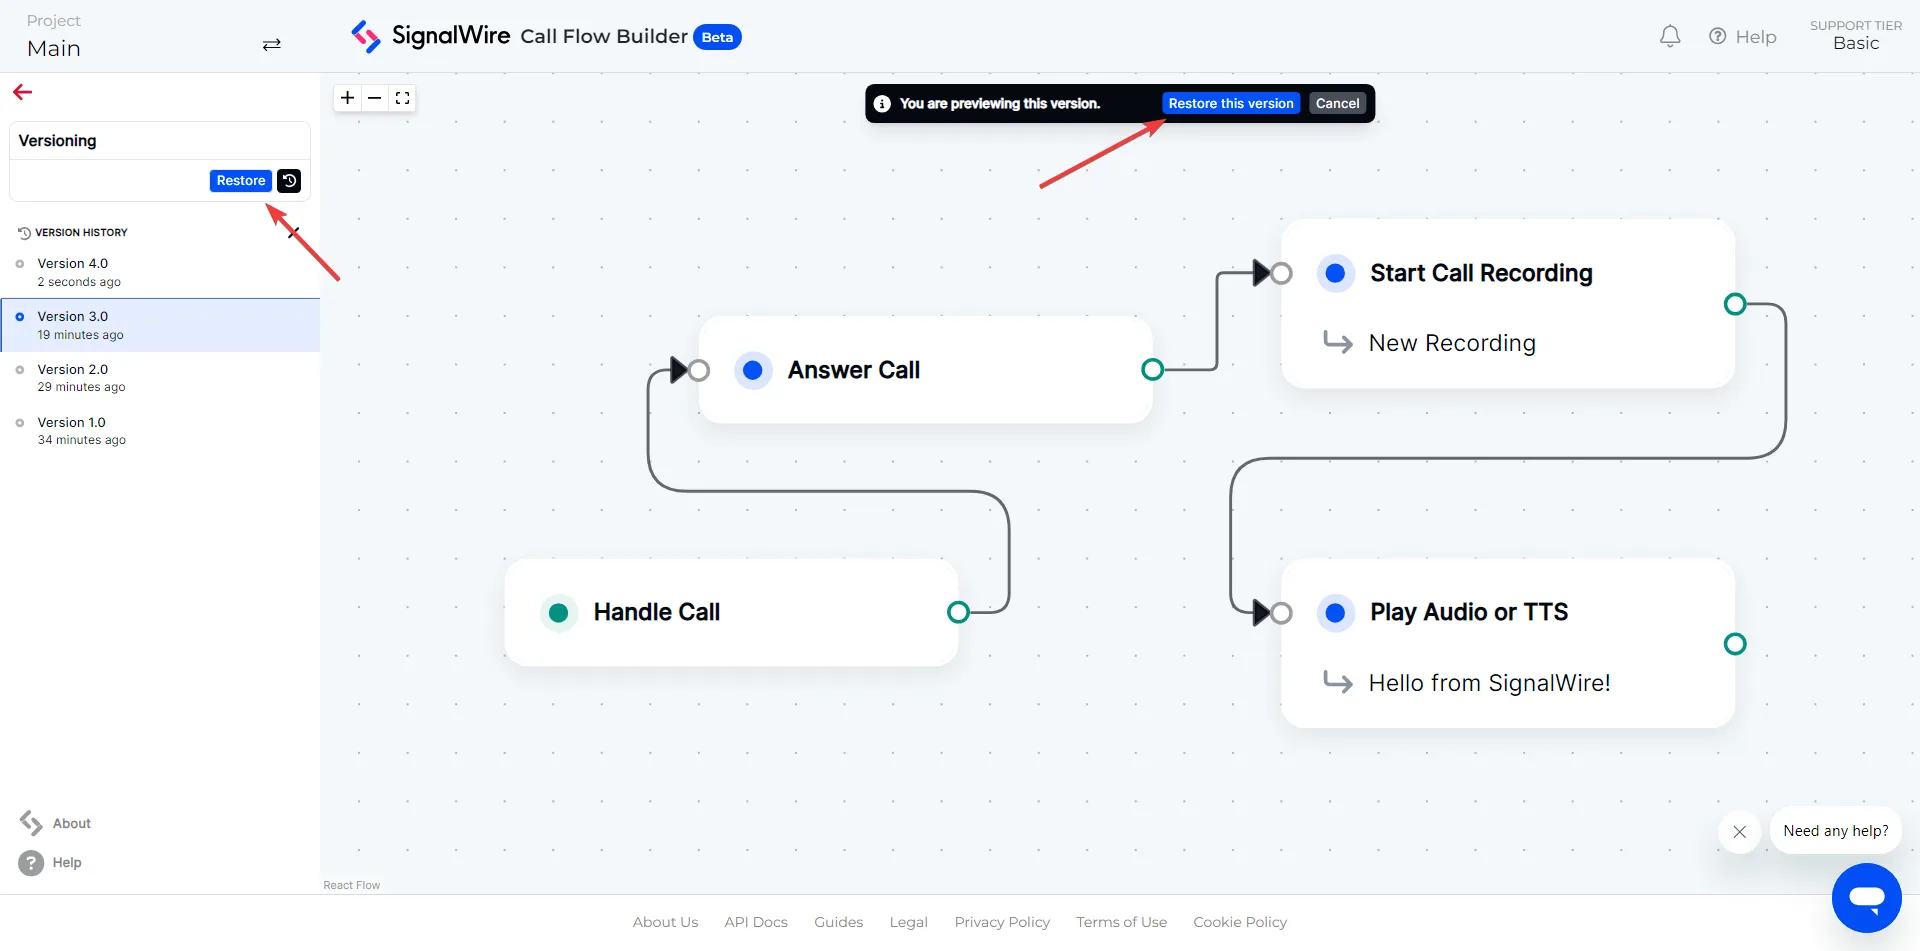 Project
Main
SignalWire Call Flow Builder Beta
Help
SUPPORT TIER
Basic
Versioning
Restore
VERSION HISTORY
Version 4.0
2 seconds ago
Version 3.0
19 minutes ago
Version 2.0
29 minutes ago
Version 1.0
34 minutes ago
About
? Help
You are previewing this version. Restore this version Cancel
Start Call Recording
New Recording
Answer Call
Handle Call
Play Audio or TTS
Hello from SignalWire!
Need any help?
React Flow
About Us API Docs Guides Legal Privacy Policy Terms of Use Cookie Policy